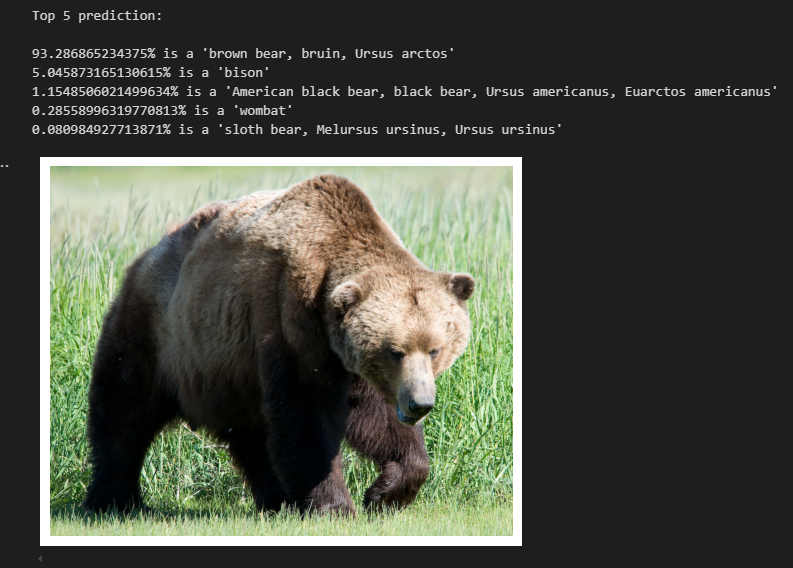 Top 5 prediction:
93.286865234375% is a 'brown bear, bruin, Ursus arctos'
5.045873165130615% is a 'bison'
1.1548506021499634% is a 'American black bear, black bear, Ursus americanus, Euarctos americanus'
0.28558996319770813% is a 'wombat'
0.080984927713871% is a 'sloth bear, Melursus ursinus, Ursus ursinus'